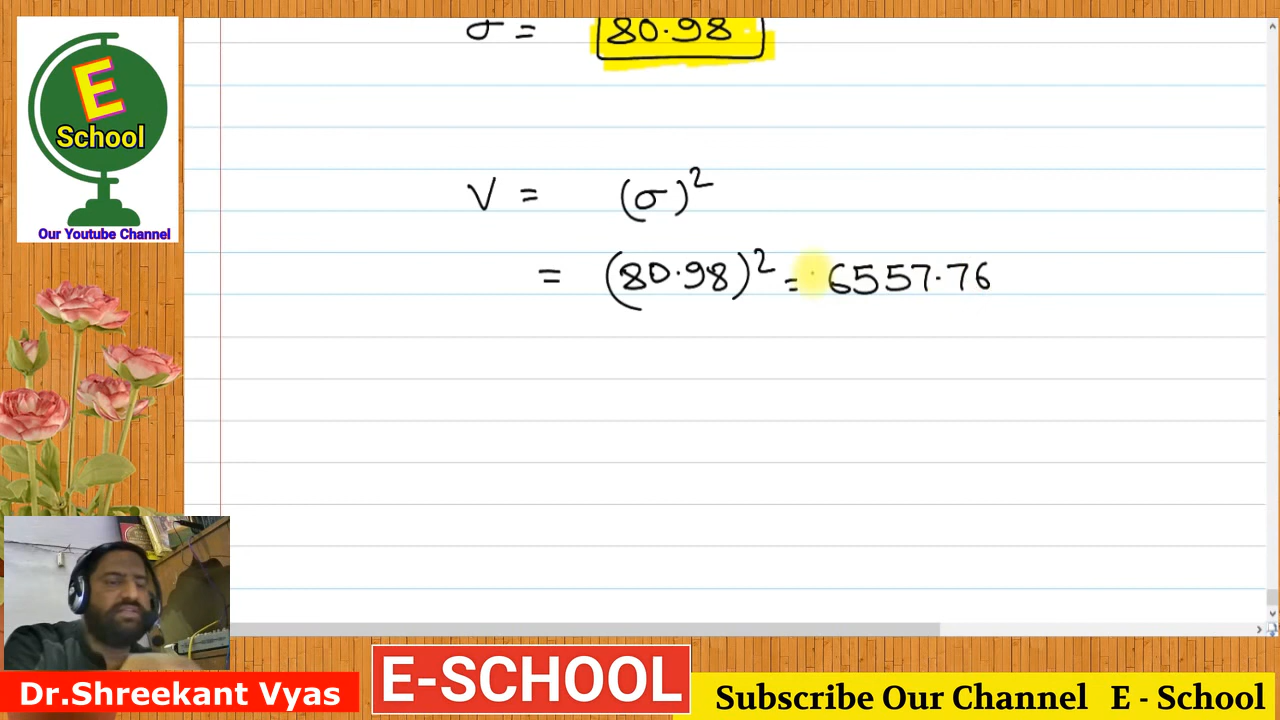 σ = 80.98
E
School
Our Youtube Channel
V = (σ)²
= (80.98)² = 6557.76
Dr.Shreekant Vyas
E-SCHOOL
Subscribe Our Channel E - School